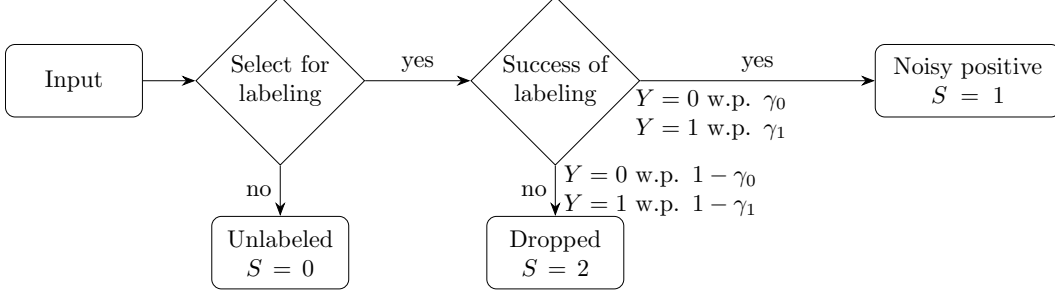 Input
Select for
labeling
yes
Success of
labeling
yes
Noisy positive
S = 1
Y = 0 w.p. γ₀
Y = 1 w.p. γ₁
no
Y = 0 w.p. 1 − γ₀
no
Y = 1 w.p. 1 − γ₁
Unlabeled
S = 0
Dropped
S = 2